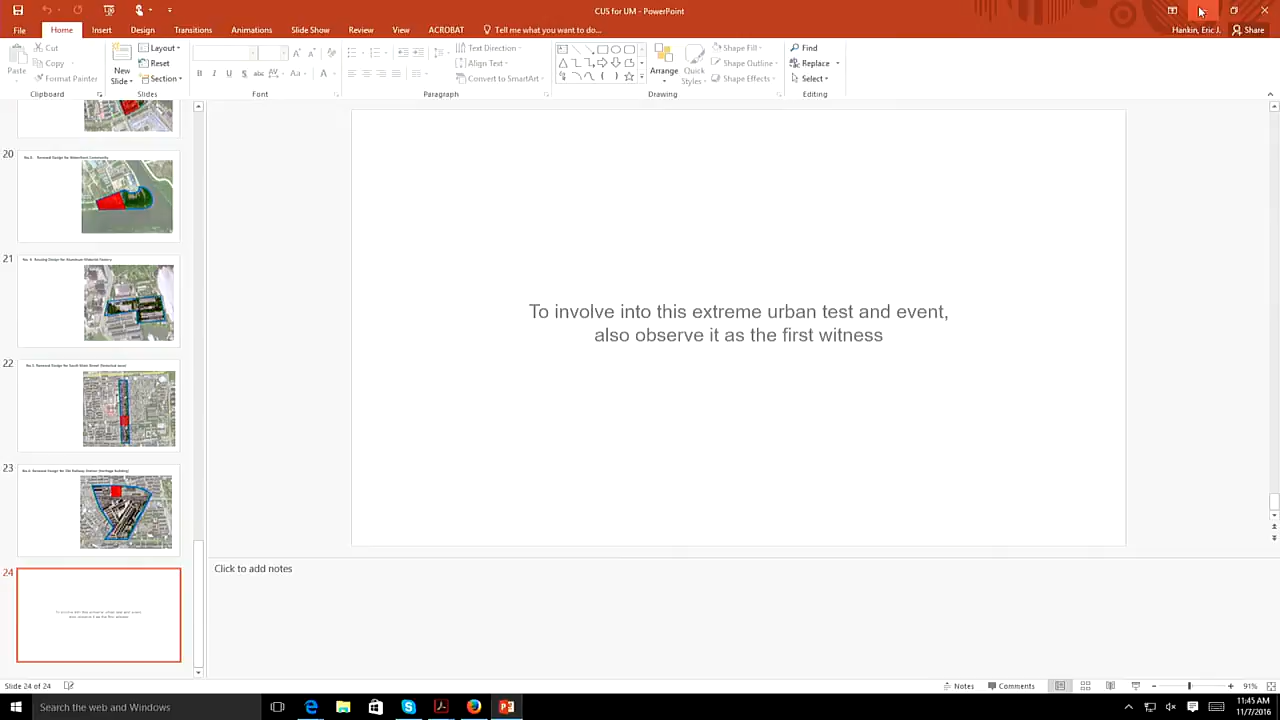 CUS for UM - PowerPoint
File Home Insert Design Transitions Animations Slide Show Review View ACROBAT Tell me what you want to do... Hankin, Eric J. Share
Paste
Cut
Copy
Format Painter
Clipboard
New
Slide
Layout
Reset
Section
Slides
B I U S abc AV Aa A
Font
Text Direction
Align Text
Convert to SmartArt
Paragraph
Arrange
Quick
Styles
Shape Fill
Shape Outline
Shape Effects
Drawing
Find
Replace
Select
Editing
20
21
22
23
24
To involve into this extreme urban test and event,
also observe it as the first witness
Click to add notes
Slide 24 of 24
Notes Comments 91%
Search the web and Windows
11:45 AM
11/7/2016